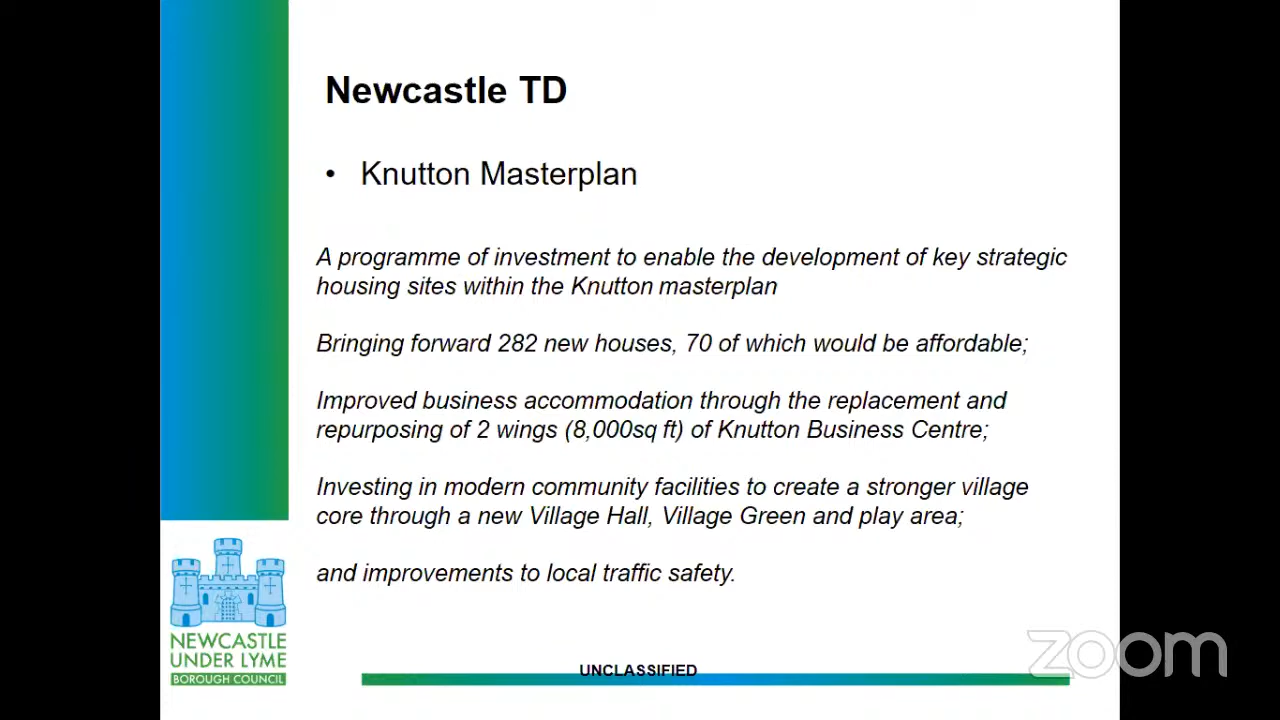 Newcastle TD
• Knutton Masterplan
A programme of investment to enable the development of key strategic
housing sites within the Knutton masterplan
Bringing forward 282 new houses, 70 of which would be affordable;
Improved business accommodation through the replacement and
repurposing of 2 wings (8,000sq ft) of Knutton Business Centre;
Investing in modern community facilities to create a stronger village
core through a new Village Hall, Village Green and play area;
and improvements to local traffic safety.
NEWCASTLE
UNDER LYME
BOROUGH COUNCIL
UNCLASSIFIED
zoom